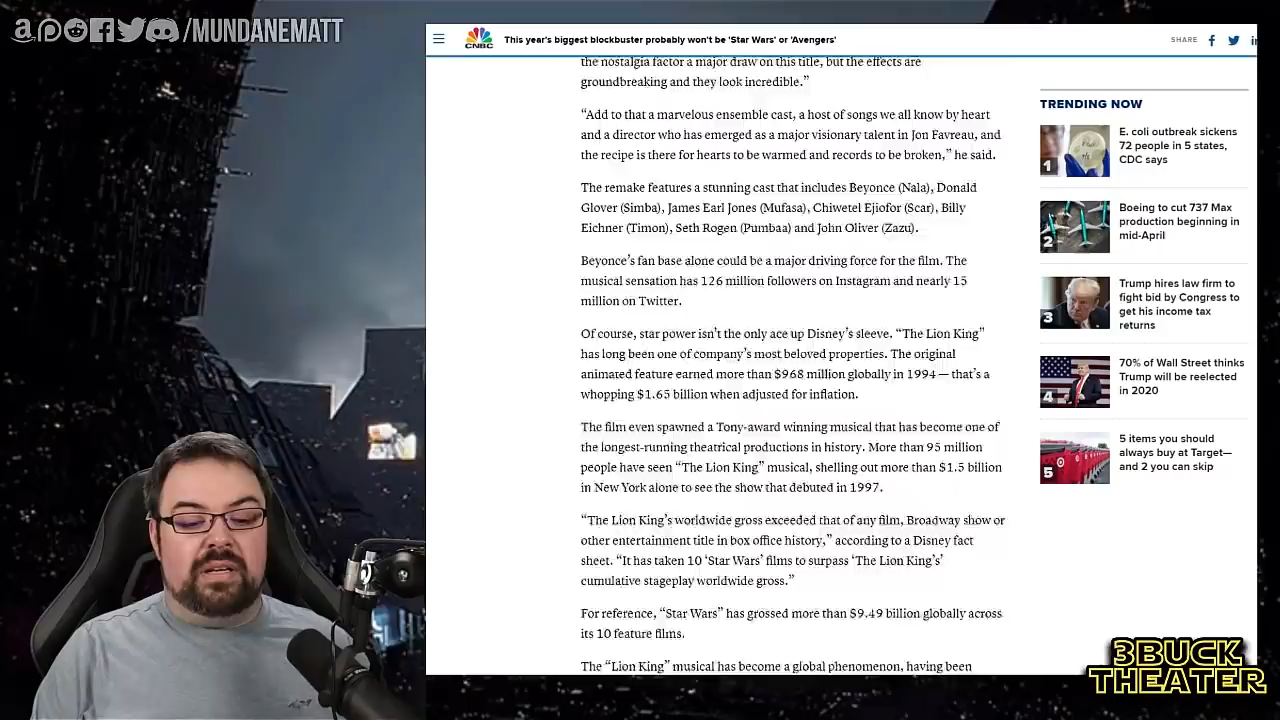 /MUNDANEMATT
CNBC
This year's biggest blockbuster probably won't be 'Star Wars' or 'Avengers'
SHARE
the nostalgia factor a major draw on this title, but the effects are
groundbreaking and they look incredible.”
“Add to that a marvelous ensemble cast, a host of songs we all know by heart
and a director who has emerged as a major visionary talent in Jon Favreau, and
the recipe is there for hearts to be warmed and records to be broken,” he said.
The remake features a stunning cast that includes Beyonce (Nala), Donald
Glover (Simba), James Earl Jones (Mufasa), Chiwetel Ejiofor (Scar), Billy
Eichner (Timon), Seth Rogen (Pumbaa) and John Oliver (Zazu).
Beyonce’s fan base alone could be a major driving force for the film. The
musical sensation has 126 million followers on Instagram and nearly 15
million on Twitter.
Of course, star power isn’t the only ace up Disney’s sleeve. “The Lion King”
has long been one of company’s most beloved properties. The original
animated feature earned more than $968 million globally in 1994 — that’s a
whopping $1.65 billion when adjusted for inflation.
The film even spawned a Tony-award winning musical that has become one of
the longest-running theatrical productions in history. More than 95 million
people have seen “The Lion King” musical, shelling out more than $1.5 billion
in New York alone to see the show that debuted in 1997.
“The Lion King’s worldwide gross exceeded that of any film, Broadway show or
other entertainment title in box office history,” according to a Disney fact
sheet. “It has taken 10 ‘Star Wars’ films to surpass ‘The Lion King’s’
cumulative stageplay worldwide gross.”
For reference, “Star Wars” has grossed more than $9.49 billion globally across
its 10 feature films.
The “Lion King” musical has become a global phenomenon, having been
TRENDING NOW
1
E. coli outbreak sickens
72 people in 5 states,
CDC says
2
Boeing to cut 737 Max
production beginning in
mid-April
3
Trump hires law firm to
fight bid by Congress to
get his income tax
returns
4
70% of Wall Street thinks
Trump will be reelected
in 2020
5
5 items you should
always buy at Target—
and 2 you can skip
3BUCK
THEATER